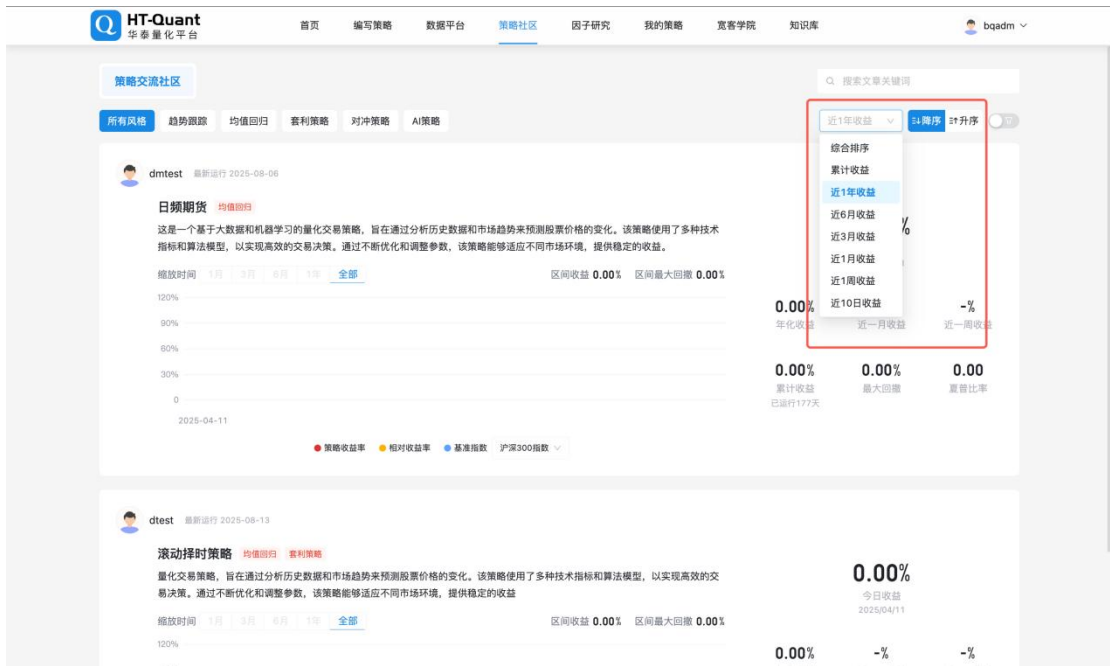 HT-Quant
华泰量化平台
首页 编写策略 数据平台 策略社区 因子研究 我的策略 宽客学院 知识库
bqadm
策略交流社区
搜索文章关键词
所有风格 趋势跟踪 均值回归 套利策略 对冲策略 AI策略
近1年收益 降序 升序
综合排序
累计收益
近1年收益
近6月收益
近3月收益
近1月收益
近1周收益
近10日收益
dmtest 最新运行 2025-08-06
日频期货 均值回归
这是一个基于大数据和机器学习的量化交易策略，旨在通过分析历史数据和市场趋势来预测股票价格的变化。该策略使用了多种技术
指标和算法模型，以实现高效的交易决策。通过不断优化和调整参数，该策略能够适应不同市场环境，提供稳定的收益。
%
缩放时间 1月 3月 6月 1年 全部 区间收益 0.00% 区间最大回撤 0.00%
120%
90%
60%
30%
0
2025-04-11
策略收益率 相对收益率 基准指数 沪深300指数
0.00% -%
年化收益 近一月收益 近一周收益
0.00% 0.00% 0.00
累计收益 最大回撤 夏普比率
已运行177天
dtest 最新运行 2025-08-13
滚动择时策略 均值回归 套利策略
量化交易策略，旨在通过分析历史数据和市场趋势来预测股票价格的变化。该策略使用了多种技术指标和算法模型，以实现高效的交
易决策。通过不断优化和调整参数，该策略能够适应不同市场环境，提供稳定的收益
0.00%
今日收益
2025/04/11
缩放时间 1月 3月 6月 1年 全部 区间收益 0.00% 区间最大回撤 0.00%
120%
0.00% -% -%